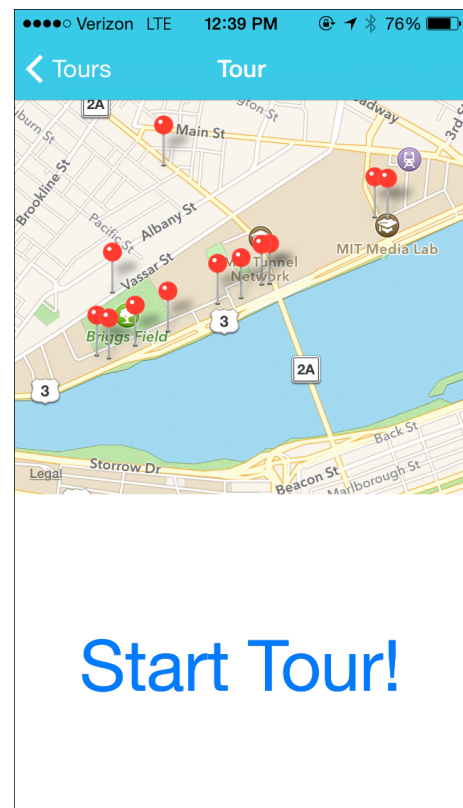 Verizon LTE 12:39 PM 76%
Tours Tour
2A
Main St
Brookline St
Pacific St
Albany St
Vassar St
MIT Media Lab
Tunnel
Network
3
Briggs Field
2A
3
Back St
Storrow Dr
Legal
Beacon St
Marlborough St
Start Tour!